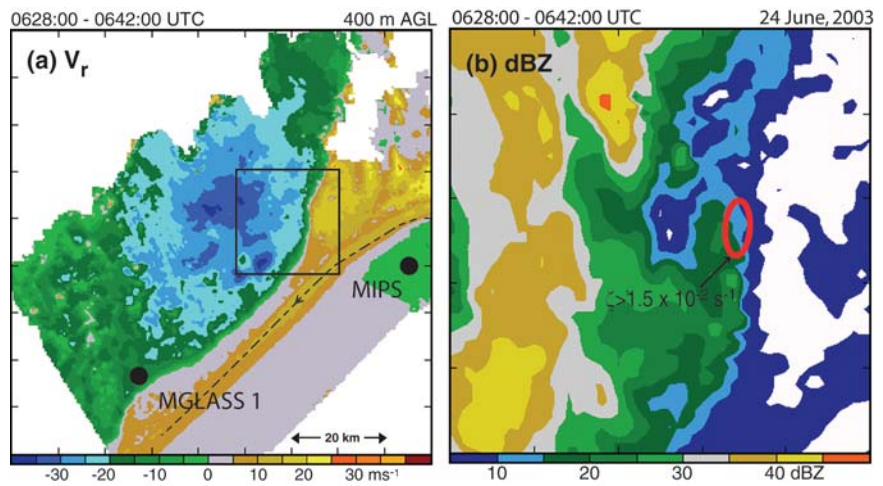 0628:00 - 0642:00 UTC 400 m AGL
(a) Vr
MIPS
MGLASS 1
20 km
-30 -20 -10 0 10 20 30 ms-1
0628:00 - 0642:00 UTC 24 June, 2003
(b) dBZ
ζ>1.5 x 10-2 s-1
10 20 30 40 dBZ